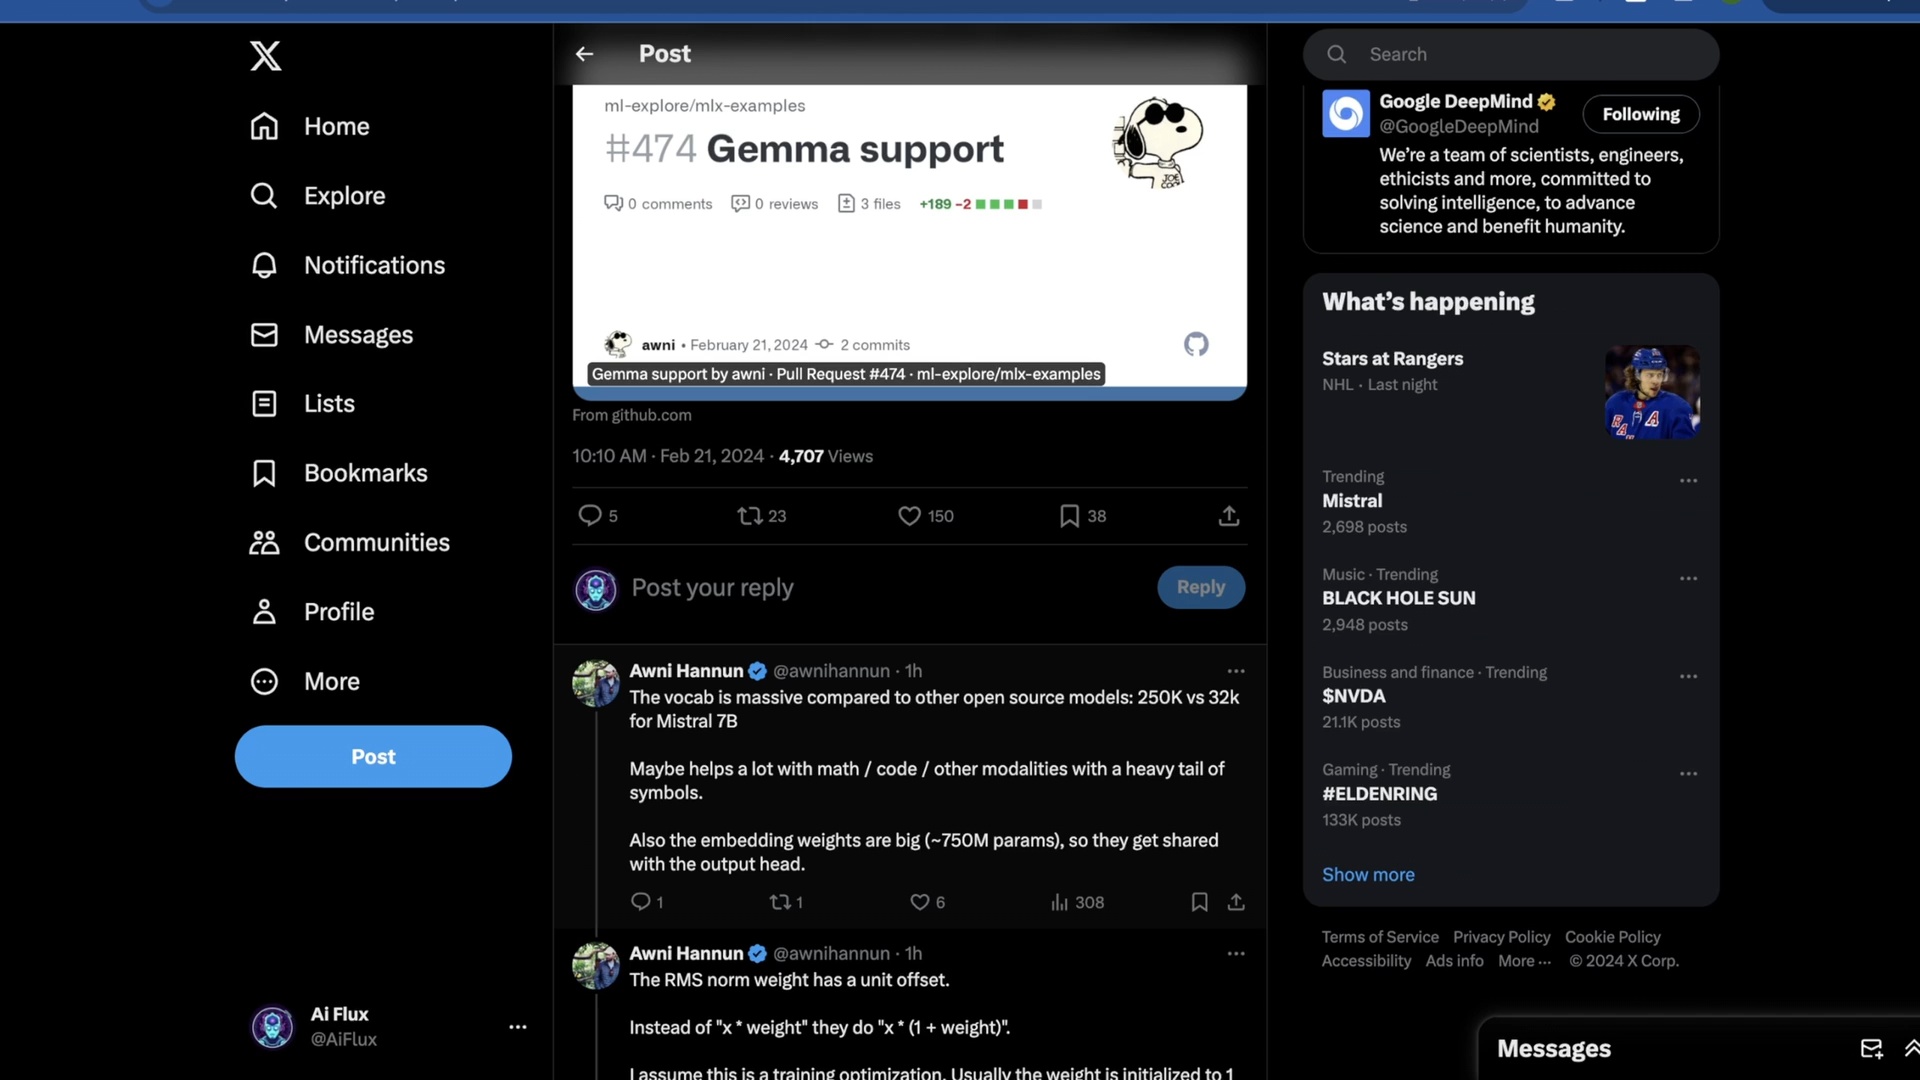 Home
Explore
Notifications
Messages
Lists
Bookmarks
Communities
Profile
More
Post
Ai Flux
@AiFlux
Post
ml-explore/mlx-examples
#474 Gemma support
0 comments 0 reviews 3 files +189 −2
JOE
COOL
awni • February 21, 2024 2 commits
Gemma support by awni · Pull Request #474 · ml-explore/mlx-examples
From github.com
10:10 AM · Feb 21, 2024 · 4,707 Views
5 23 150 38
Post your reply
Reply
Awni Hannun @awnihannun · 1h
The vocab is massive compared to other open source models: 250K vs 32k
for Mistral 7B
Maybe helps a lot with math / code / other modalities with a heavy tail of
symbols.
Also the embedding weights are big (~750M params), so they get shared
with the output head.
1 1 6 308
Awni Hannun @awnihannun · 1h
The RMS norm weight has a unit offset.
Instead of "x * weight" they do "x * (1 + weight)".
I assume this is a training optimization. Usually the weight is initialized to 1
Search
Google DeepMind
@GoogleDeepMind
Following
We’re a team of scientists, engineers,
ethicists and more, committed to
solving intelligence, to advance
science and benefit humanity.
What’s happening
Stars at Rangers
NHL · Last night
Trending
Mistral
2,698 posts
Music · Trending
BLACK HOLE SUN
2,948 posts
Business and finance · Trending
$NVDA
21.1K posts
Gaming · Trending
#ELDENRING
133K posts
Show more
Terms of Service Privacy Policy Cookie Policy
Accessibility Ads info More ··· © 2024 X Corp.
Messages